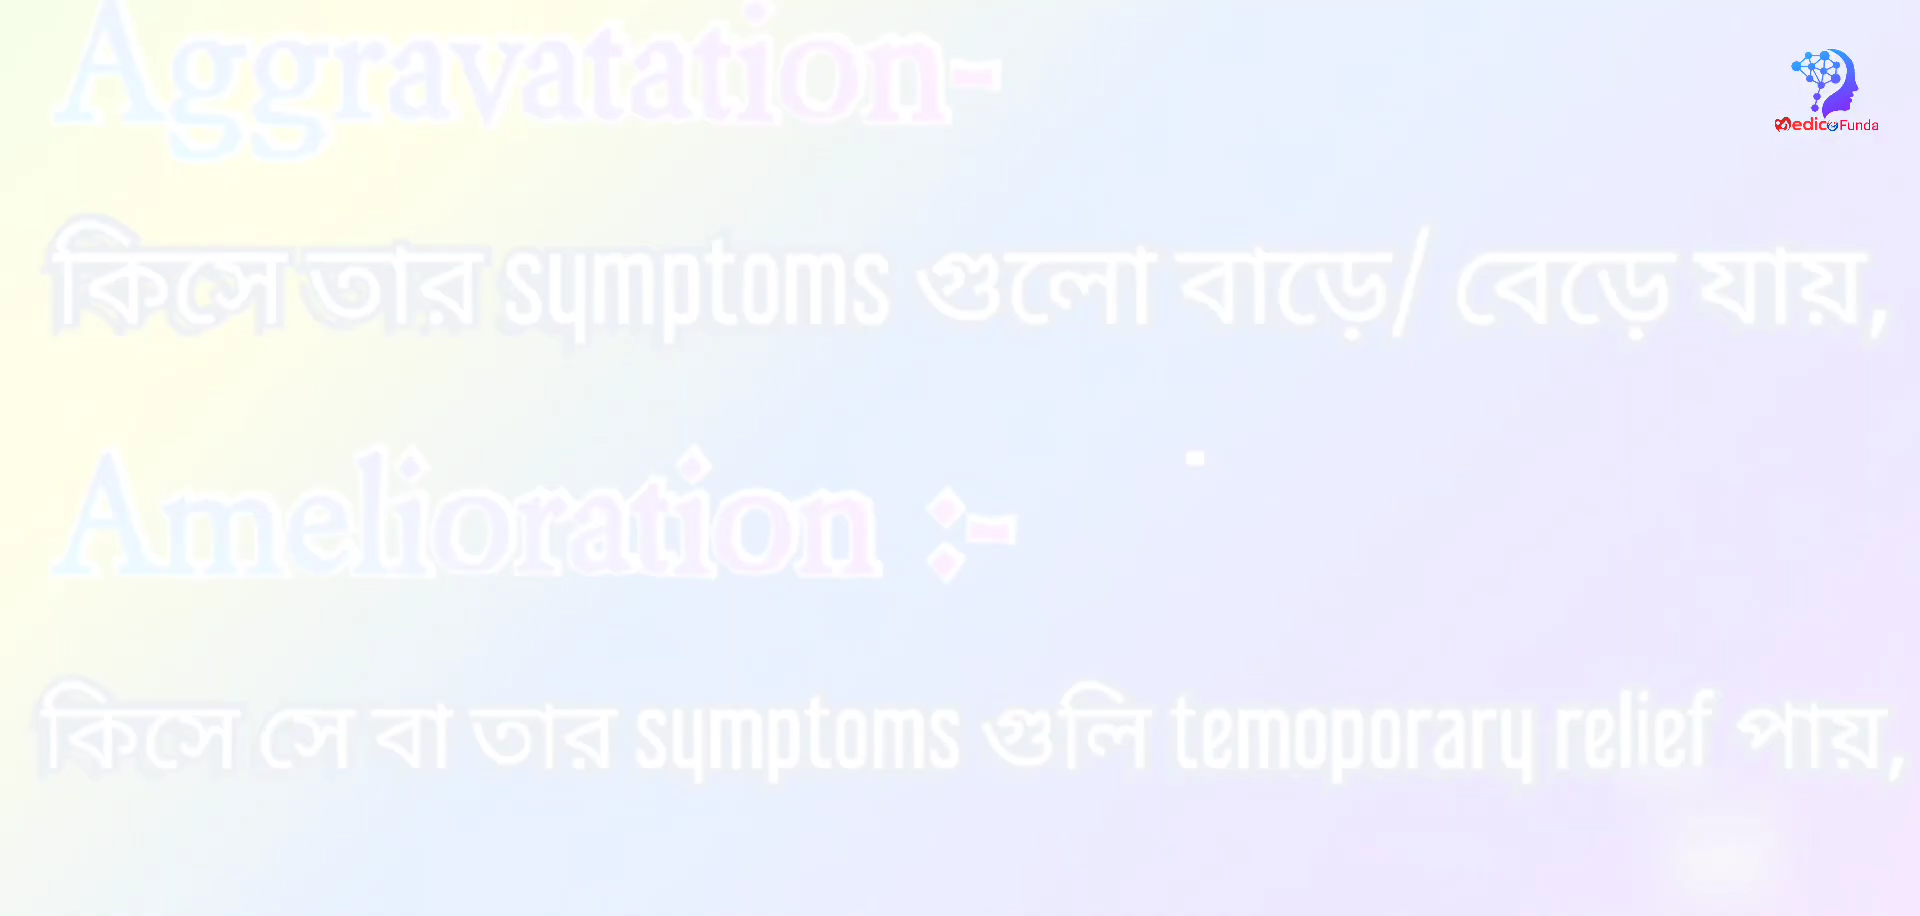 Aggravatation-
MedicoFunda
কিসে তার symptoms গুলো বাড়ে/ বেড়ে যায়,
Amelioration :-
কিসে সে বা তার symptoms গুলি temoporary relief পায়,